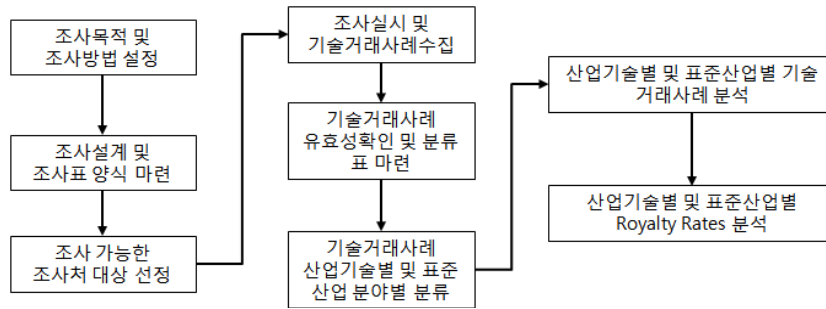 조사목적 및
조사방법 설정
조사설계 및
조사표 양식 마련
조사 가능한
조사처 대상 선정
조사실시 및
기술거래사례수집
기술거래사례
유효성확인 및 분류
표 마련
기술거래사례
산업기술별 및 표준
산업 분야별 분류
산업기술별 및 표준산업별 기술
거래사례 분석
산업기술별 및 표준산업별
Royalty Rates 분석